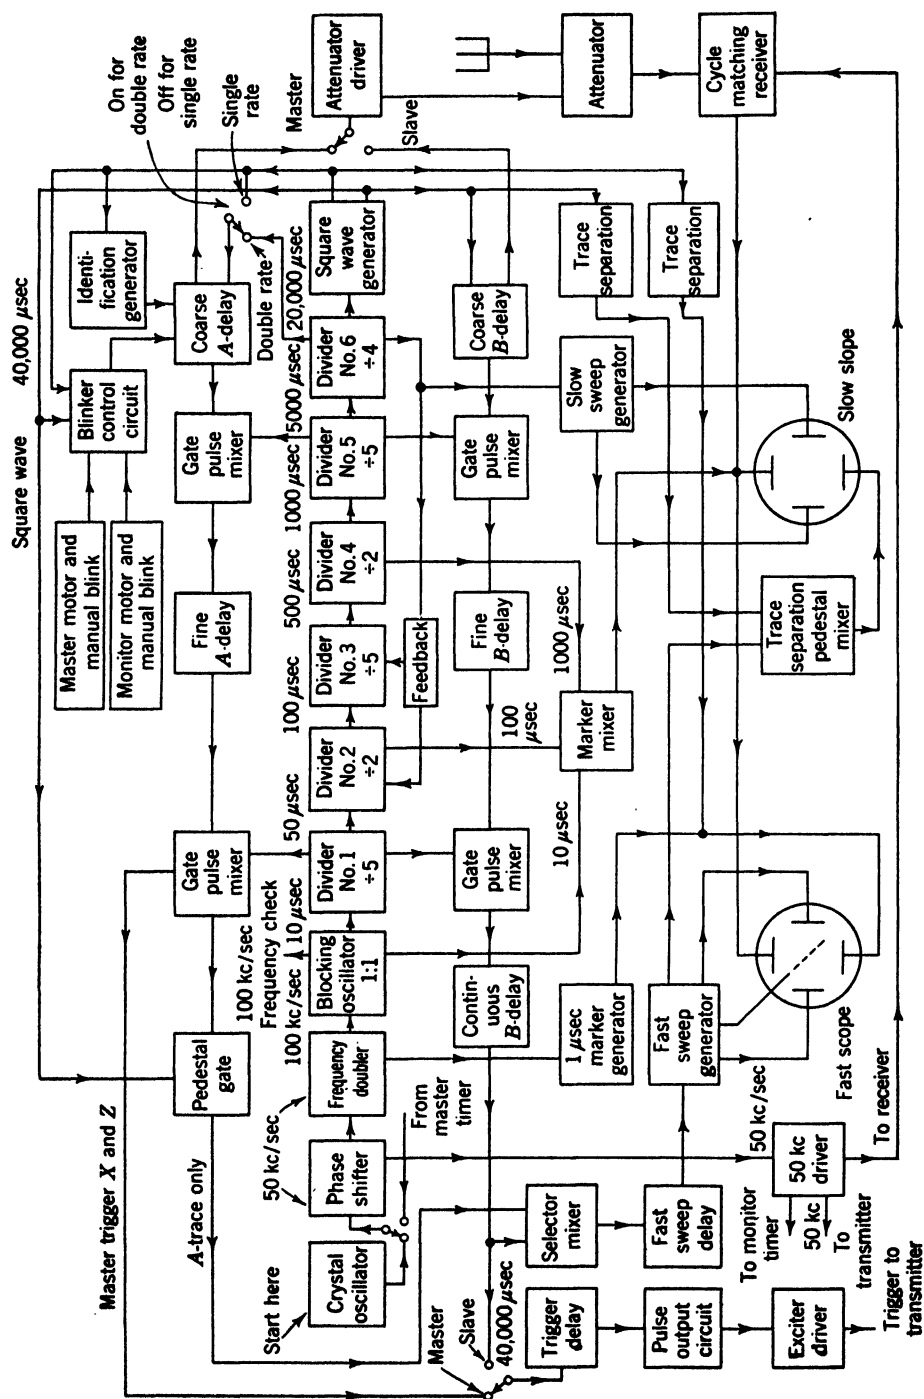 Square wave
40,000 μsec
On for
double rate
Off for
single rate
Single
rate
Master
Attenuator
driver
Attenuator
Cycle
matching
receiver
Slave
Master motor and
manual blink
Monitor motor and
manual blink
Blinker
control
circuit
Identi-
fication
generator
Coarse
A-delay
Double rate
Gate
pulse
mixer
Fine
A-delay
Gate
pulse
mixer
Pedestal
gate
Master trigger X and Z
A-trace only
100 kc/sec
Frequency check
Start here
Crystal
oscillator
50 kc/sec
Phase
shifter
Frequency
doubler
100 kc/sec
Blocking
oscillator
1:1
10 μsec
Divider
No. 1
÷5
50 μsec
Divider
No. 2
÷2
100 μsec
Divider
No. 3
÷5
500 μsec
Divider
No. 4
÷2
1000 μsec
Divider
No. 5
÷5
5000 μsec
Divider
No. 6
÷4
20,000 μsec
Square
wave
generator
Feedback
From
master
timer
Master
Slave
40,000 μsec
Contin-
uous
B-delay
Gate
pulse
mixer
Fine
B-delay
Gate
pulse
mixer
Coarse
B-delay
Trace
separation
Trace
separation
100
μsec
10 μsec
1000 μsec
Marker
mixer
Slow
sweep
generator
1 μsec
marker
generator
Selector
mixer
Fast
sweep
delay
Fast
sweep
generator
Trigger
delay
Pulse
output
circuit
Exciter
driver
Trigger to
transmitter
50 kc/sec
50 kc
driver
To monitor
timer
50 kc
To
transmitter
To receiver
Fast scope
Trace
separation
pedestal
mixer
Slow slope